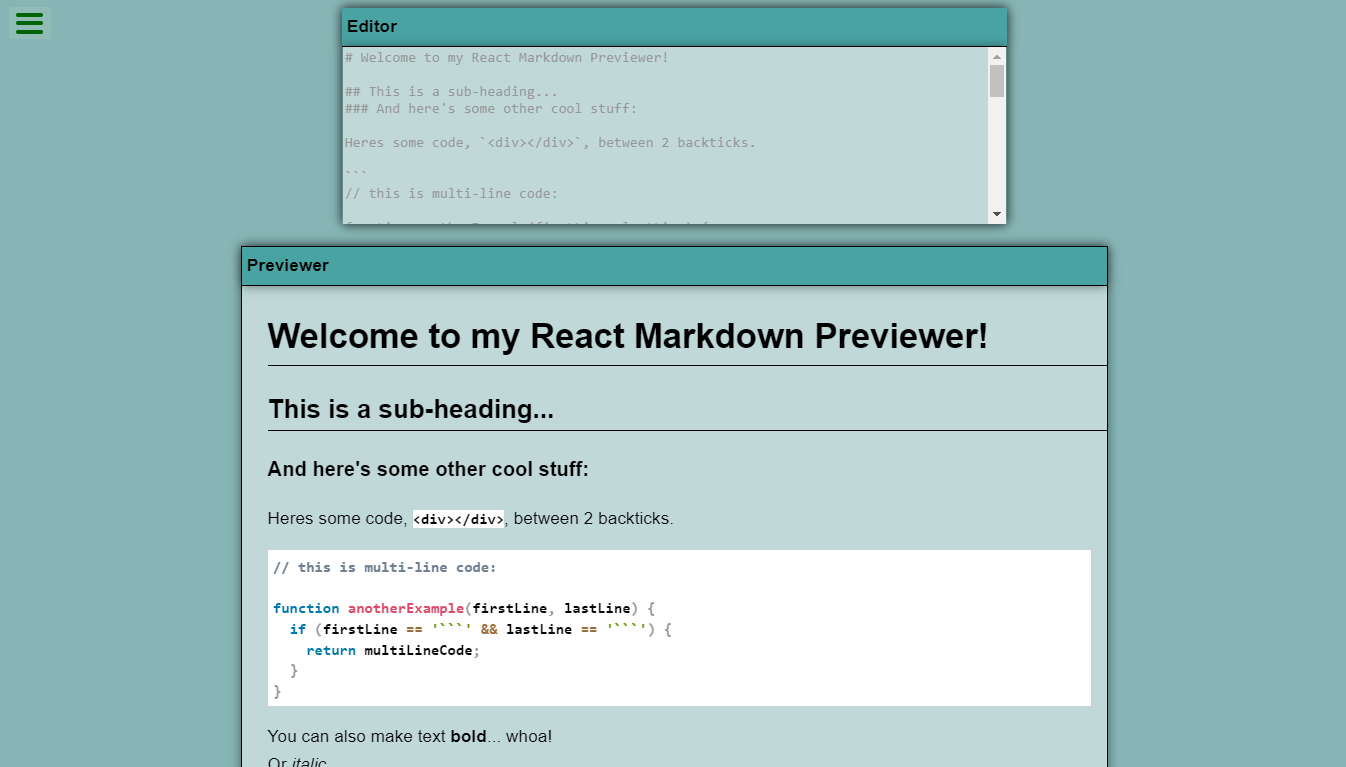 Editor
# Welcome to my React Markdown Previewer!
## This is a sub-heading...
### And here's some other cool stuff:
Heres some code, `<div></div>`, between 2 backticks.
```
// this is multi-line code:
Previewer
Welcome to my React Markdown Previewer!
This is a sub-heading...
And here's some other cool stuff:
Heres some code, <div></div>, between 2 backticks.
// this is multi-line code:
function anotherExample(firstLine, lastLine) {
  if (firstLine == '```' && lastLine == '```') {
    return multiLineCode;
  }
}
You can also make text bold... whoa!
Or italic.